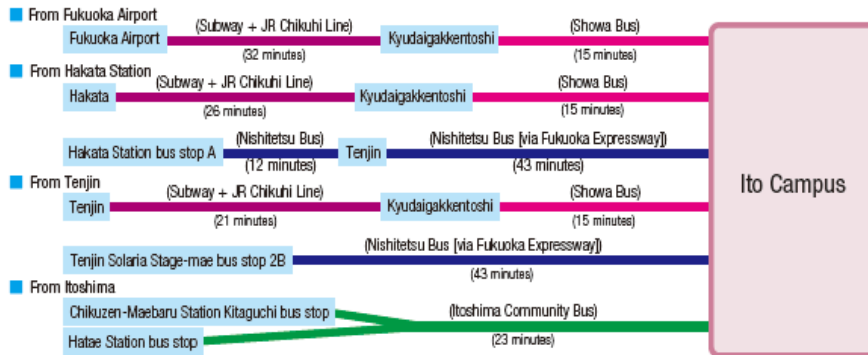 From Fukuoka Airport
(Subway + JR Chikuhi Line) (Showa Bus)
Fukuoka Airport Kyudaigakkentoshi
(32 minutes) (15 minutes)
From Hakata Station
(Subway + JR Chikuhi Line) (Showa Bus)
Hakata Kyudaigakkentoshi
(26 minutes) (15 minutes)
(Nishitetsu Bus) (Nishitetsu Bus [via Fukuoka Expressway])
Hakata Station bus stop A Tenjin
(12 minutes) (43 minutes)
Ito Campus
From Tenjin
(Subway + JR Chikuhi Line) (Showa Bus)
Tenjin Kyudaigakkentoshi
(21 minutes) (15 minutes)
(Nishitetsu Bus [via Fukuoka Expressway])
Tenjin Solaria Stage-mae bus stop 2B
(43 minutes)
From Itoshima
Chikuzen-Maebaru Station Kitaguchi bus stop (Itoshima Community Bus)
Hatae Station bus stop (23 minutes)